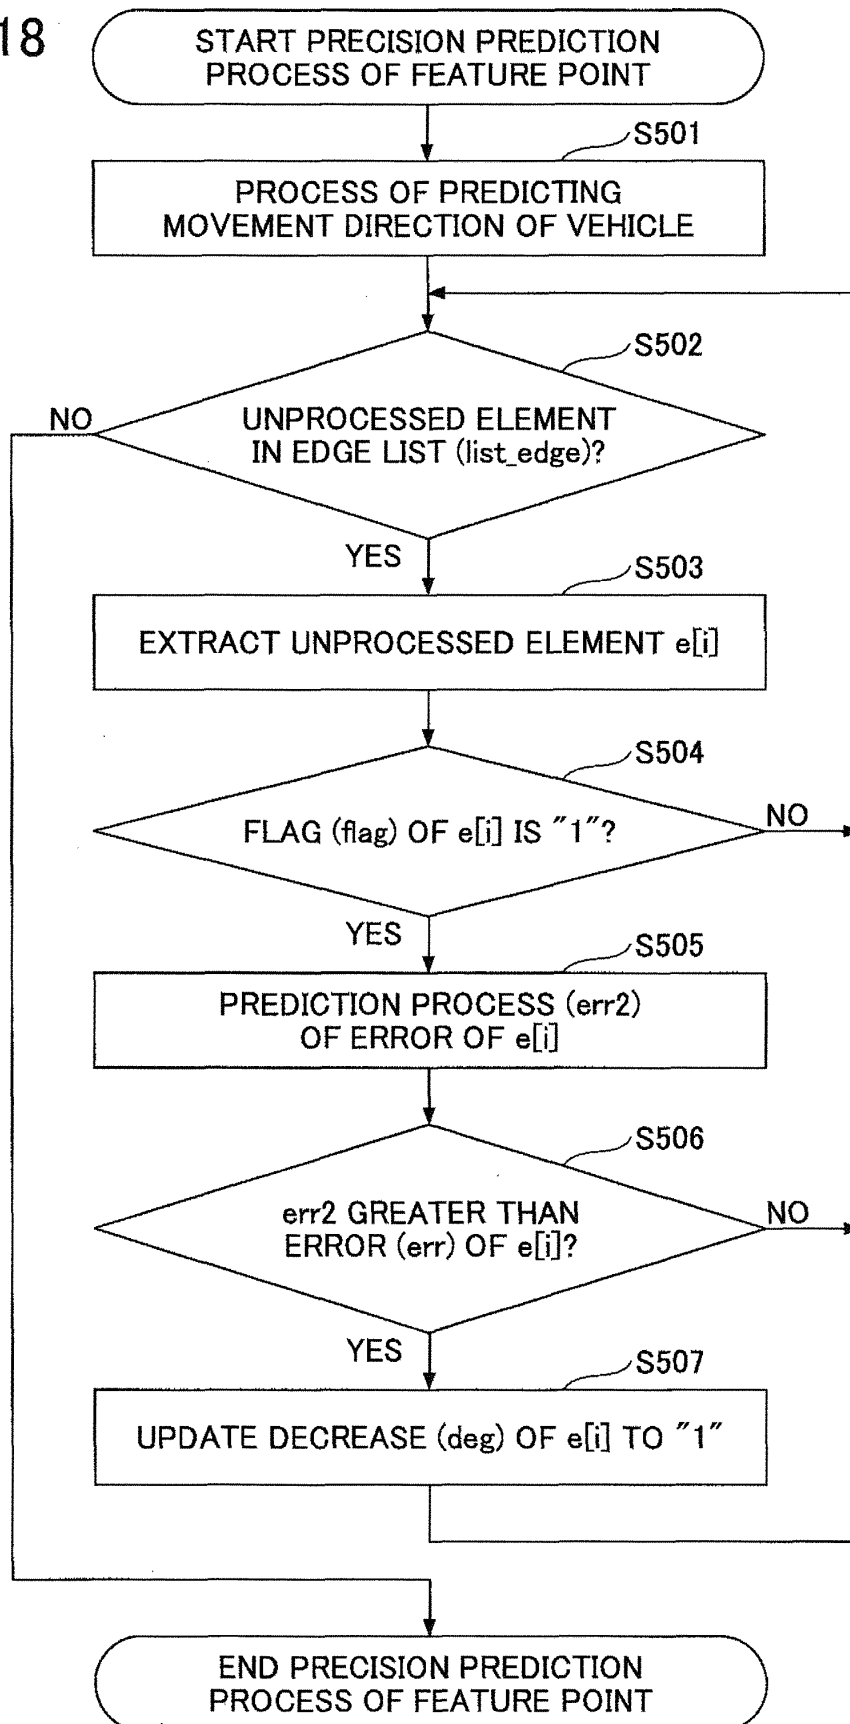 18
START PRECISION PREDICTION
PROCESS OF FEATURE POINT
S501
PROCESS OF PREDICTING
MOVEMENT DIRECTION OF VEHICLE
S502
NO
UNPROCESSED ELEMENT
IN EDGE LIST (list_edge)?
YES
S503
EXTRACT UNPROCESSED ELEMENT e[i]
S504
FLAG (flag) OF e[i] IS "1"?
NO
YES
S505
PREDICTION PROCESS (err2)
OF ERROR OF e[i]
S506
err2 GREATER THAN
ERROR (err) OF e[i]?
NO
YES
S507
UPDATE DECREASE (deg) OF e[i] TO "1"
END PRECISION PREDICTION
PROCESS OF FEATURE POINT